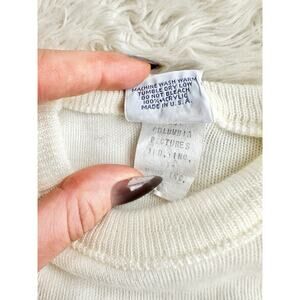 MACHINE WASH WARM
TUMBLE DRY LOW
DO NOT BLEACH
100% ACRYLIC
MADE IN U.S.A.
COLUMBIA
PICTURES
IND. INC.